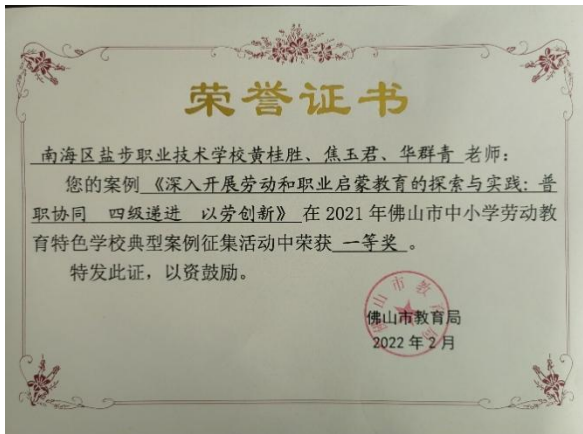 荣誉证书
南海区盐步职业技术学校黄桂胜、焦玉君、华群青 老师：
您的案例《深入开展劳动和职业启蒙教育的探索与实践：普
职协同 四级递进 以劳创新》在2021年佛山市中小学劳动教
育特色学校典型案例征集活动中荣获 一等奖 。
特发此证，以资鼓励。
佛山市教育局
佛山市教育局
2022年2月